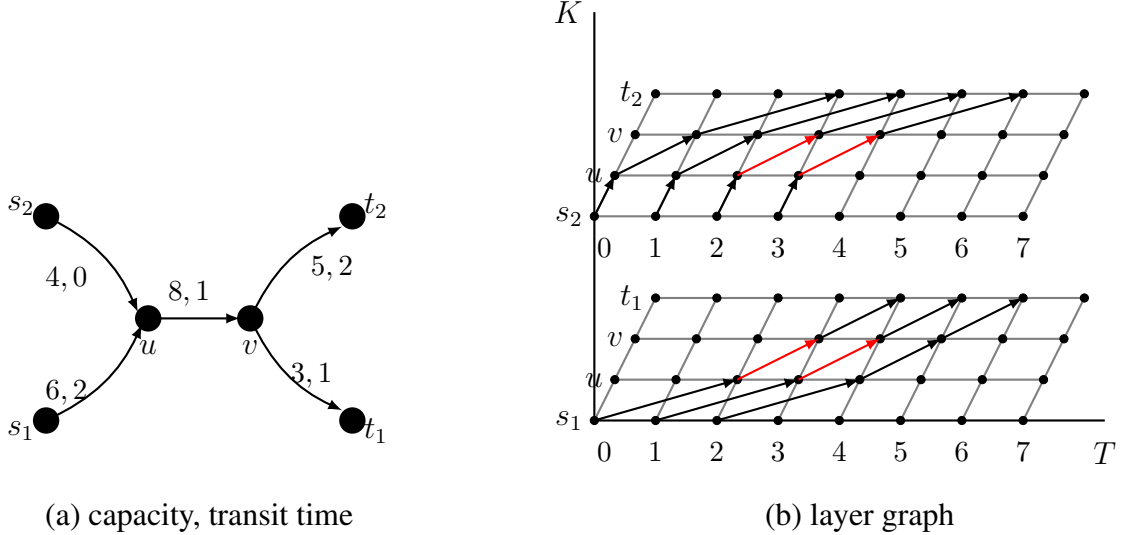 s₂
t₂
4, 0
5, 2
8, 1
u
v
6, 2
3, 1
s₁
t₁
(a) capacity, transit time
K
t₂
v
u
s₂
0 1 2 3 4 5 6 7
t₁
v
u
s₁
0 1 2 3 4 5 6 7 T
(b) layer graph